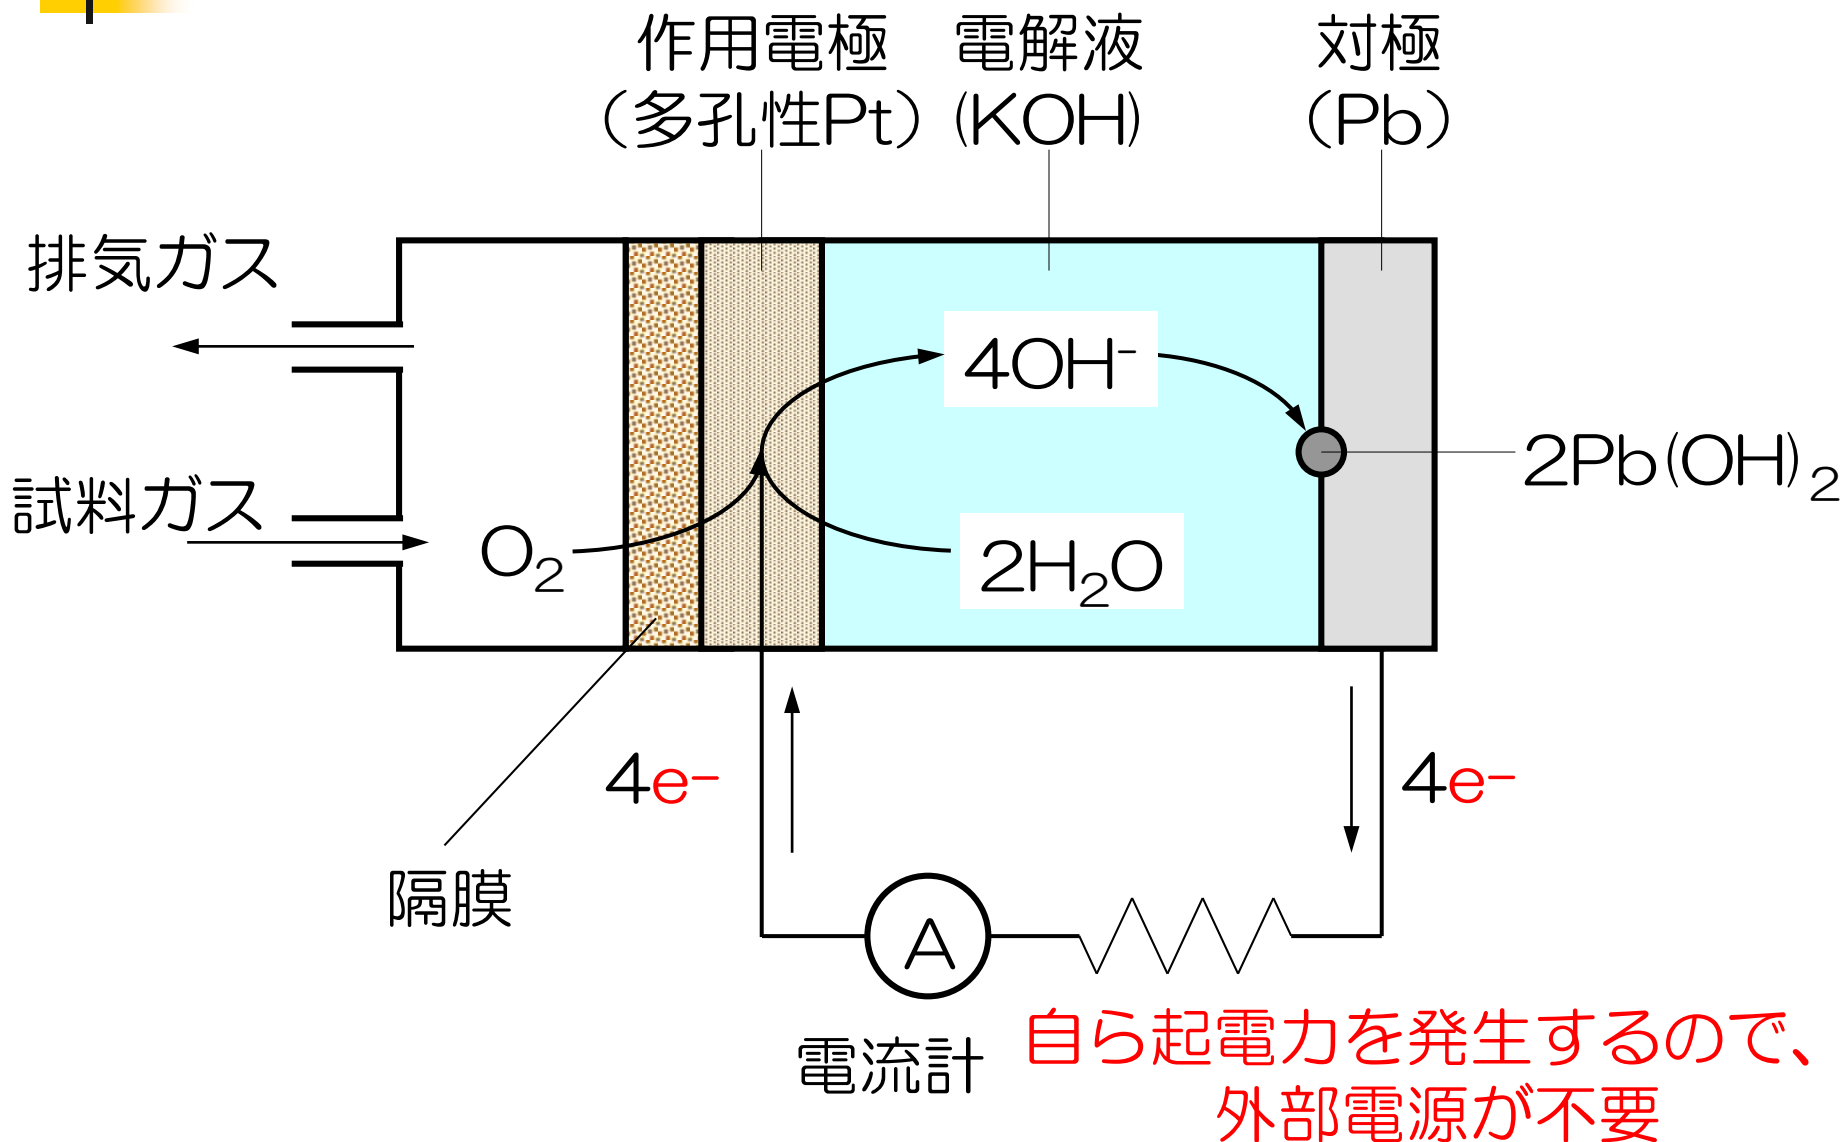 作用電極
(多孔性Pt)
電解液
(KOH)
対極
(Pb)
排気ガス
試料ガス
O₂
4OH⁻
2H₂O
2Pb(OH)₂
4e⁻
4e⁻
隔膜
A
電流計
自ら起電力を発生するので、
外部電源が不要